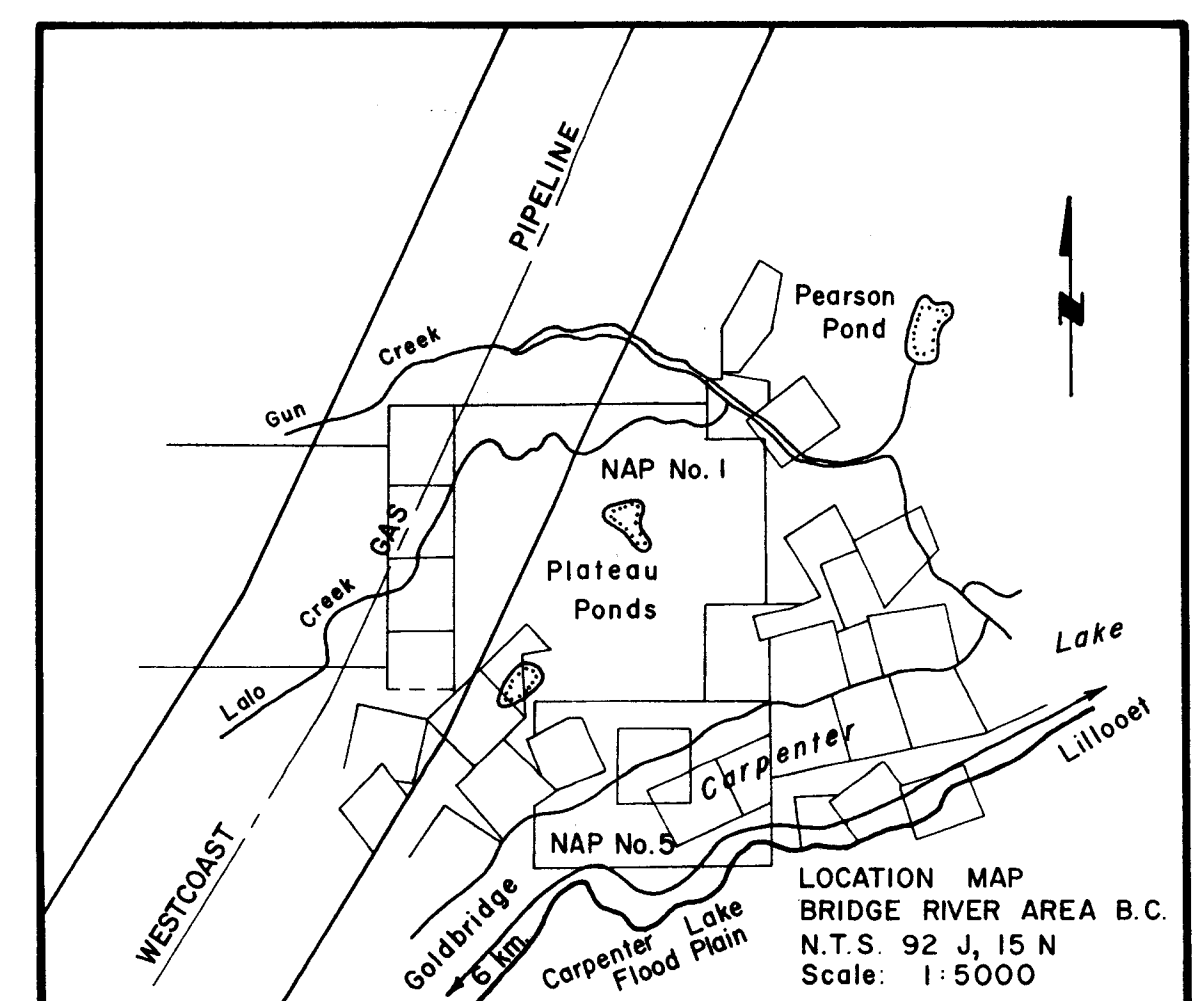 PIPELINE
Pearson
Pond
N
Creek
Gun
NAP No. 1
GAS
Plateau
Ponds
Creek
Lalo
Lake
Carpenter
Lillooet
NAP No. 5
WESTCOAST
Goldbridge
6 km.
Carpenter Lake
Flood Plain
LOCATION MAP
BRIDGE RIVER AREA B.C.
N.T.S. 92 J, 15 N
Scale: 1:5000